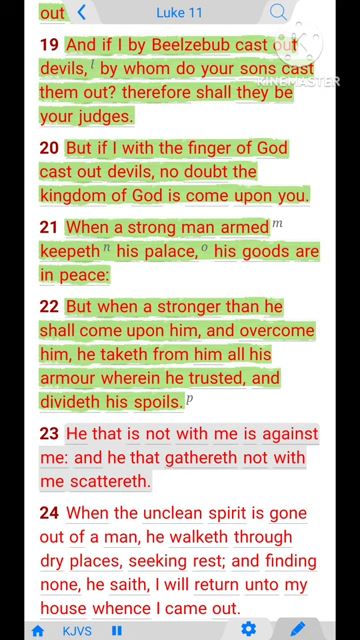 out
Luke 11
KINEMASTER
19 And if I by Beelzebub cast out
devils, l by whom do your sons cast
them out? therefore shall they be
your judges.
20 But if I with the finger of God
cast out devils, no doubt the
kingdom of God is come upon you.
21 When a strong man armed m
keepeth n his palace, o his goods are
in peace:
22 But when a stronger than he
shall come upon him, and overcome
him, he taketh from him all his
armour wherein he trusted, and
divideth his spoils. p
23 He that is not with me is against
me: and he that gathereth not with
me scattereth.
24 When the unclean spirit is gone
out of a man, he walketh through
dry places, seeking rest; and finding
none, he saith, I will return unto my
house whence I came out.
KJVS